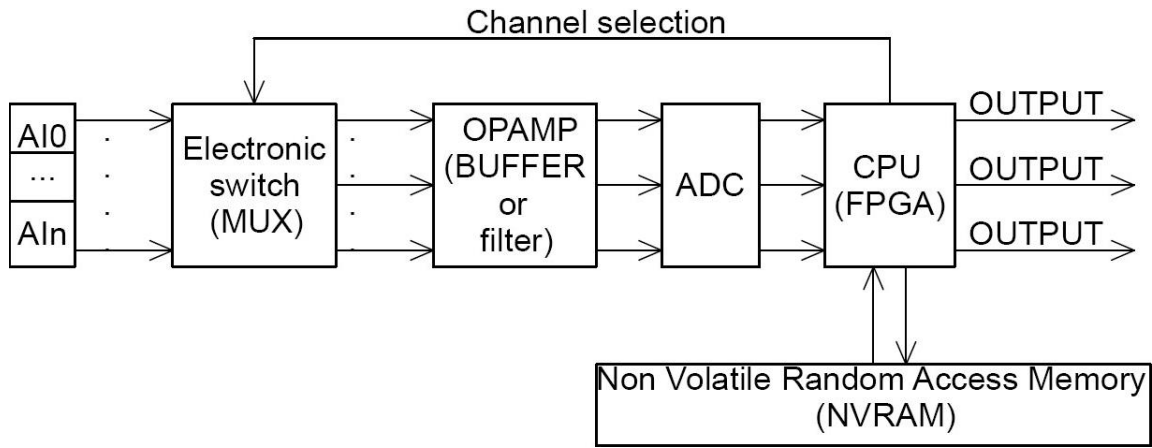 Channel selection
AI0
...
AIn
Electronic
switch
(MUX)
OPAMP
(BUFFER
or
filter)
ADC
CPU
(FPGA)
OUTPUT
OUTPUT
OUTPUT
Non Volatile Random Access Memory
(NVRAM)